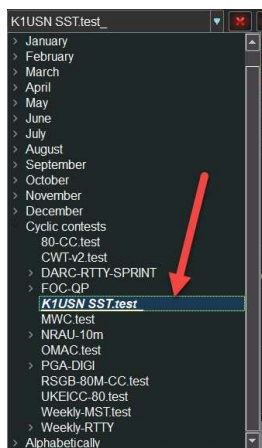 K1USN SST.test_
January
February
March
April
May
June
July
August
September
October
November
December
Cyclic contests
80-CC.test
CWT-v2.test
DARC-RTTY-SPRINT
FOC-QP
K1USN SST.test_
MWC.test
NRAU-10m
OMAC.test
PGA-DIGI
RSGB-80M-CC.test
UKEICC-80.test
Weekly-MST.test
Weekly-RTTY
Alphabetically